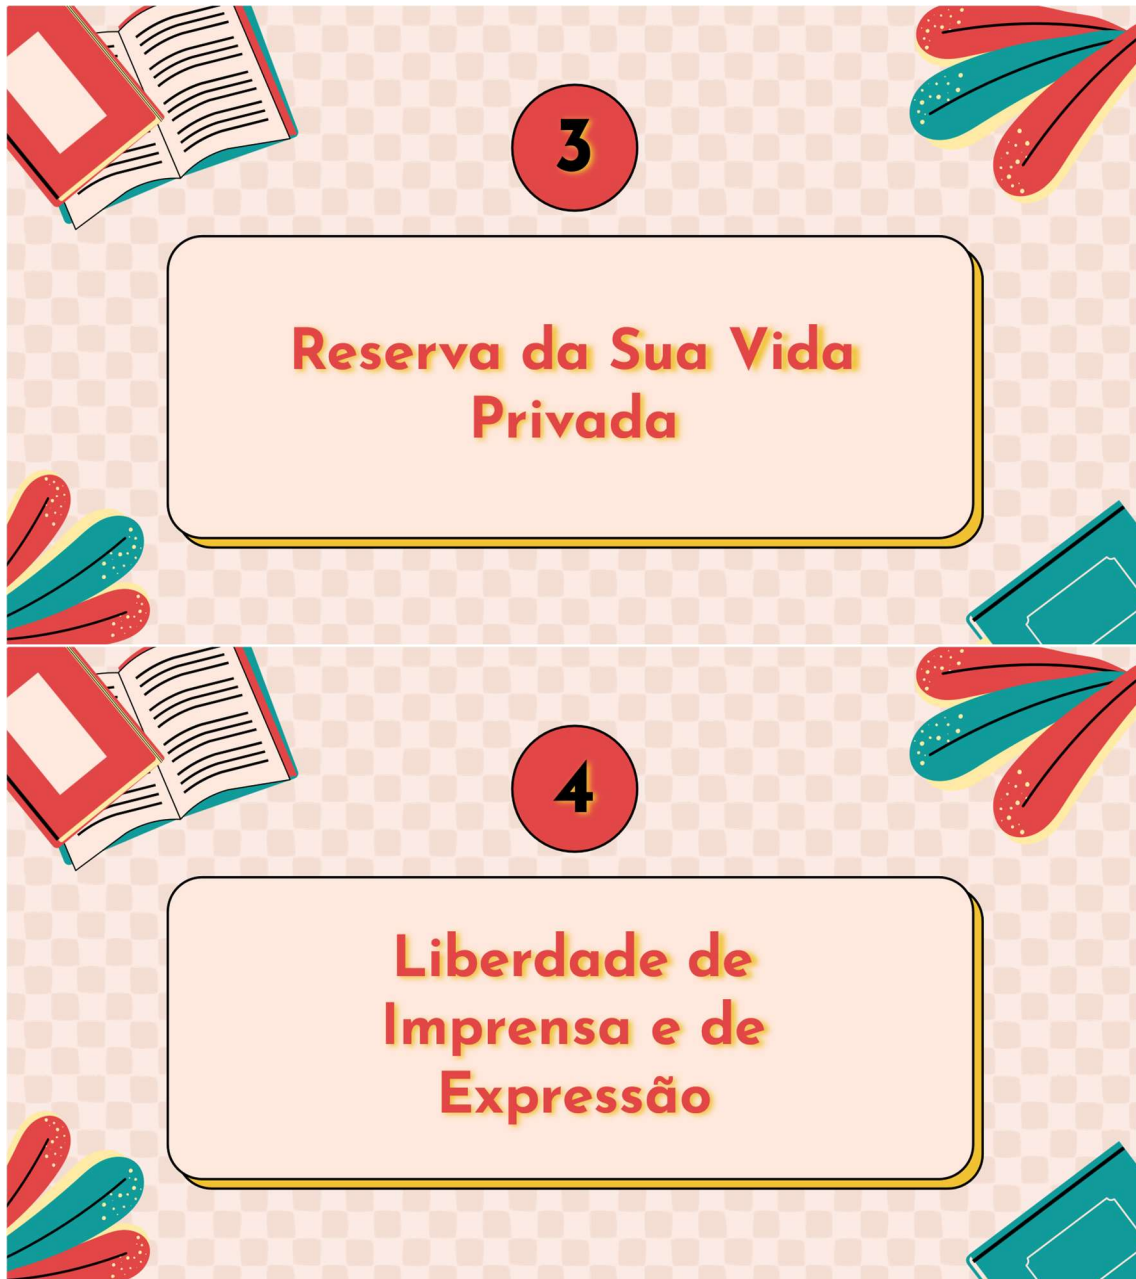 3
Reserva da Sua Vida
Privada
4
Liberdade de
Imprensa e de
Expressão